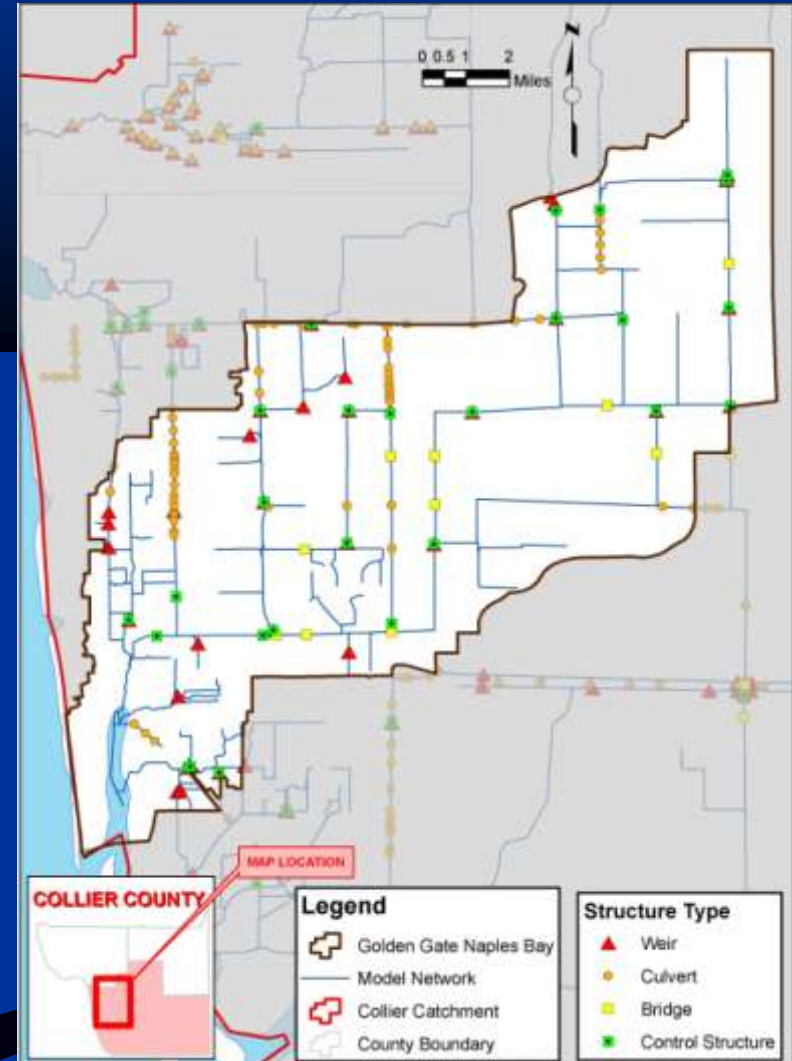 0 0.5 1 2
Miles
N
MAP LOCATION
COLLIER COUNTY
Legend
Golden Gate Naples Bay
Model Network
Collier Catchment
County Boundary
Structure Type
Weir
Culvert
Bridge
Control Structure